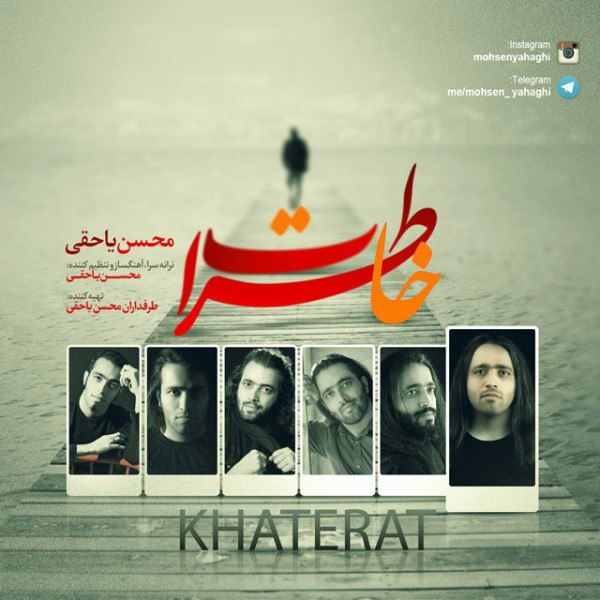 Instagram:
mohsenyahaghi
Telegram:
me/mohsen_yahaghi
خاطرات
محسن یاحقی
ترانه سرا، آهنگساز و تنظیم کننده:
محسن یاحقی
تهیه کننده:
طرفداران محسن یاحقی
KHATERAT